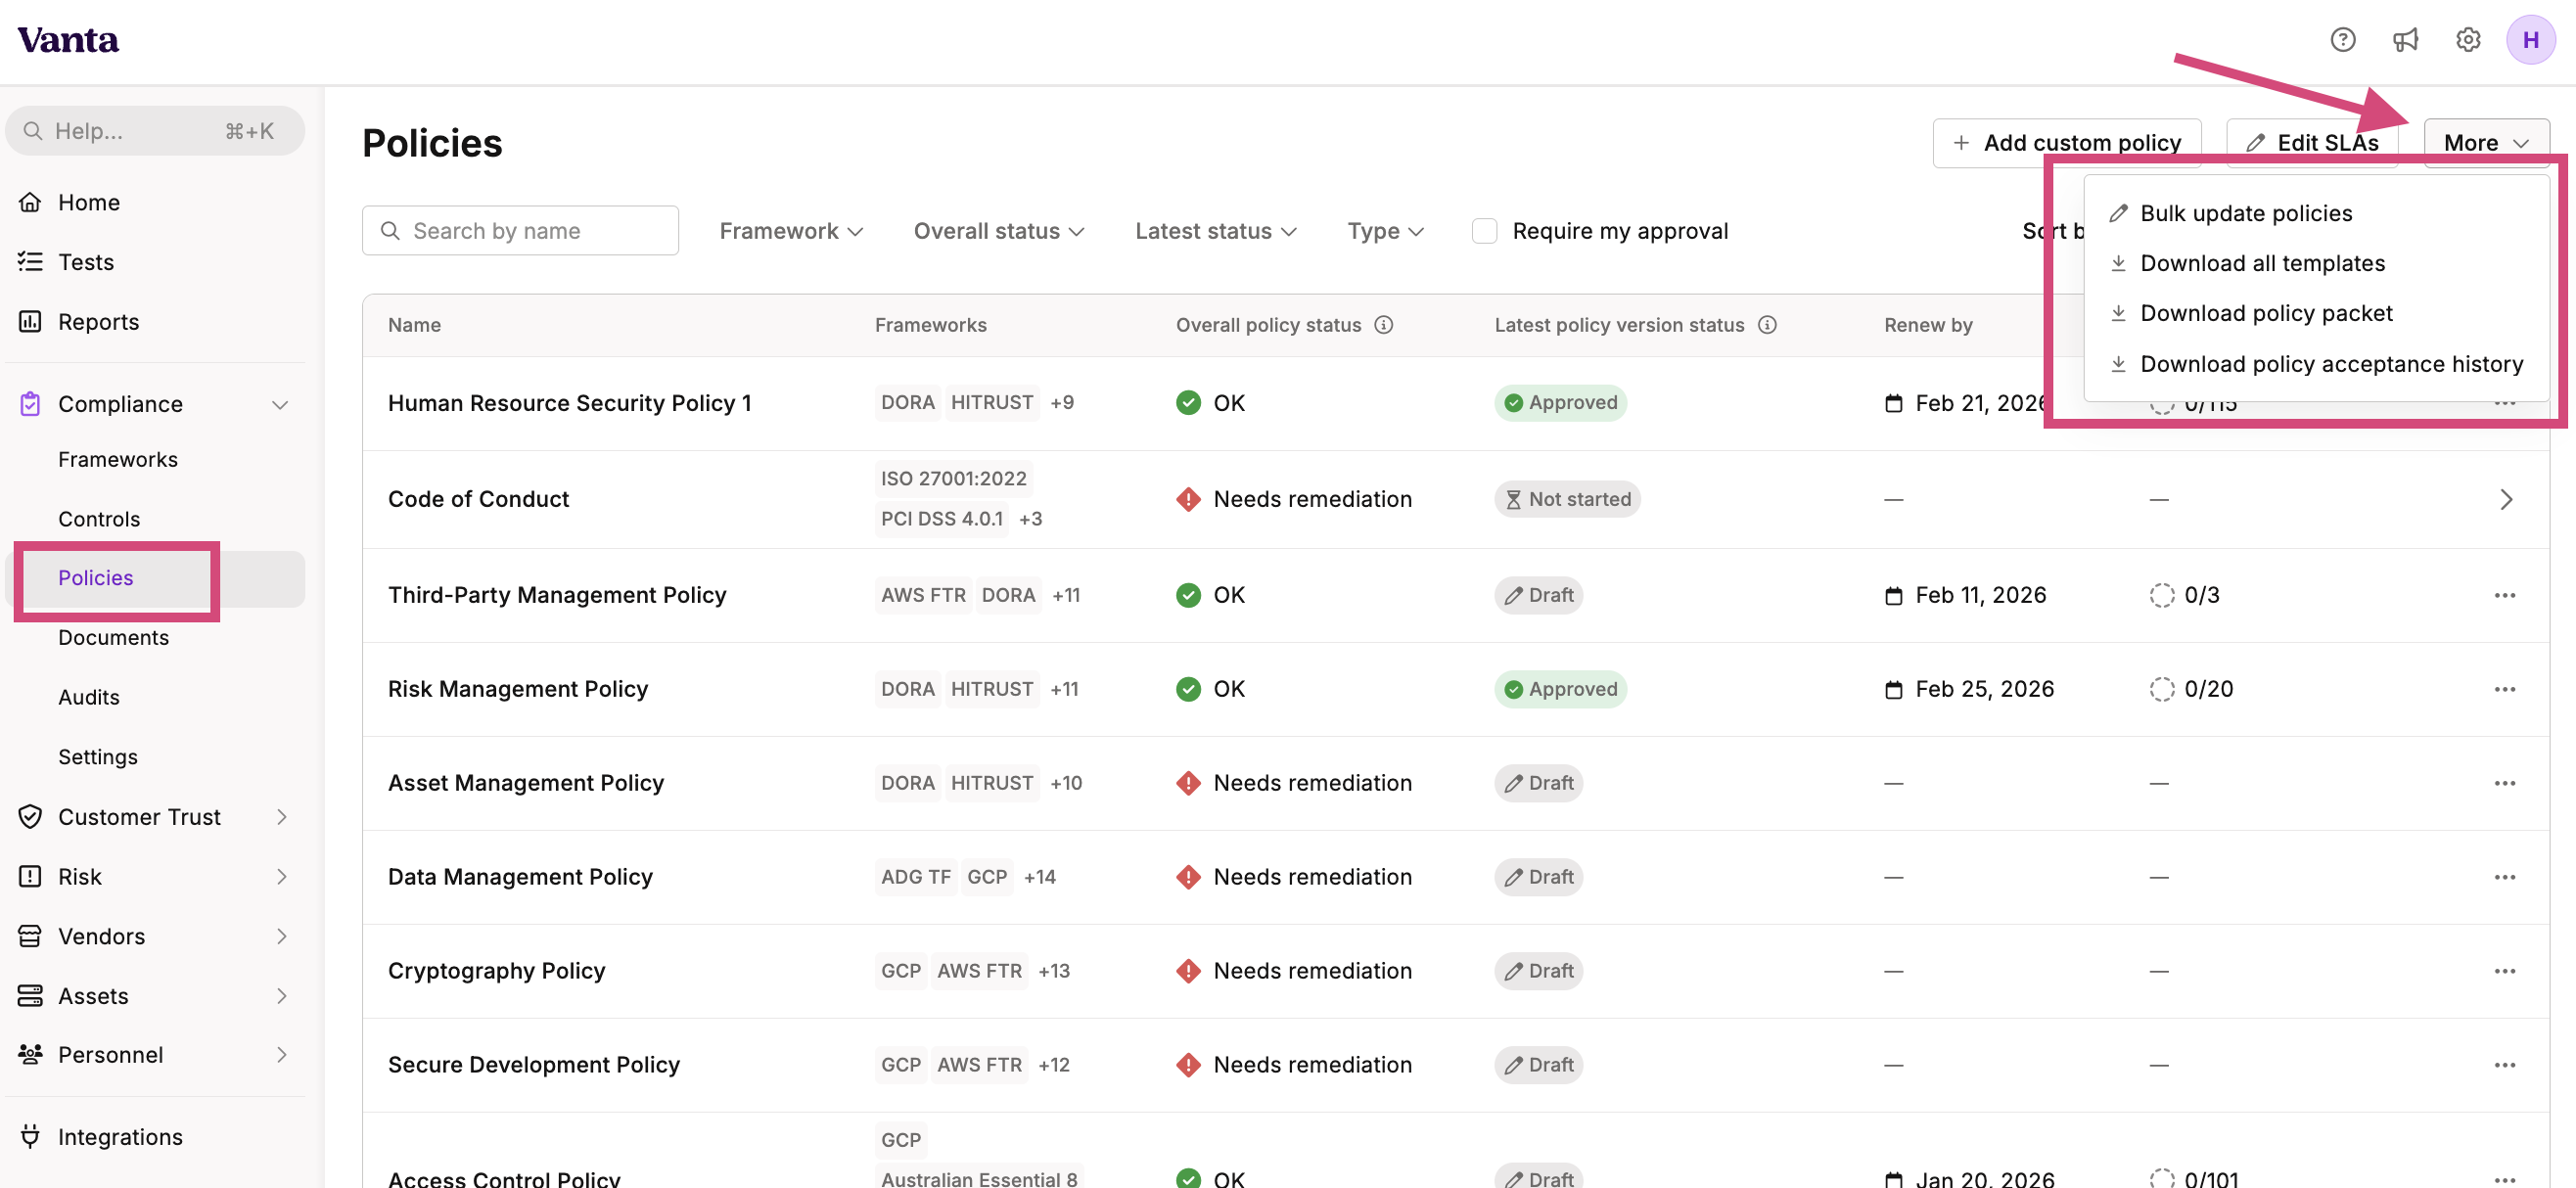 Vanta
H
Help...
⌘+K
Home
Tests
Reports
Compliance
Frameworks
Controls
Policies
Documents
Audits
Settings
Customer Trust
Risk
Vendors
Assets
Personnel
Integrations
Policies
+ Add custom policy
Edit SLAs
More
Bulk update policies
Download all templates
Download policy packet
Download policy acceptance history
Search by name
Framework
Overall status
Latest status
Type
Require my approval
Sort b
Name
Frameworks
Overall policy status
Latest policy version status
Renew by
Human Resource Security Policy 1
DORA HITRUST +9
OK
Approved
Feb 21, 2026
0/115
Code of Conduct
ISO 27001:2022
PCI DSS 4.0.1 +3
Needs remediation
Not started
—
—
Third-Party Management Policy
AWS FTR DORA +11
OK
Draft
Feb 11, 2026
0/3
Risk Management Policy
DORA HITRUST +11
OK
Approved
Feb 25, 2026
0/20
Asset Management Policy
DORA HITRUST +10
Needs remediation
Draft
—
—
Data Management Policy
ADG TF GCP +14
Needs remediation
Draft
—
—
Cryptography Policy
GCP AWS FTR +13
Needs remediation
Draft
—
—
Secure Development Policy
GCP AWS FTR +12
Needs remediation
Draft
—
—
Access Control Policy
GCP
Australian Essential 8
OK
Draft
Jan 20, 2026
0/101